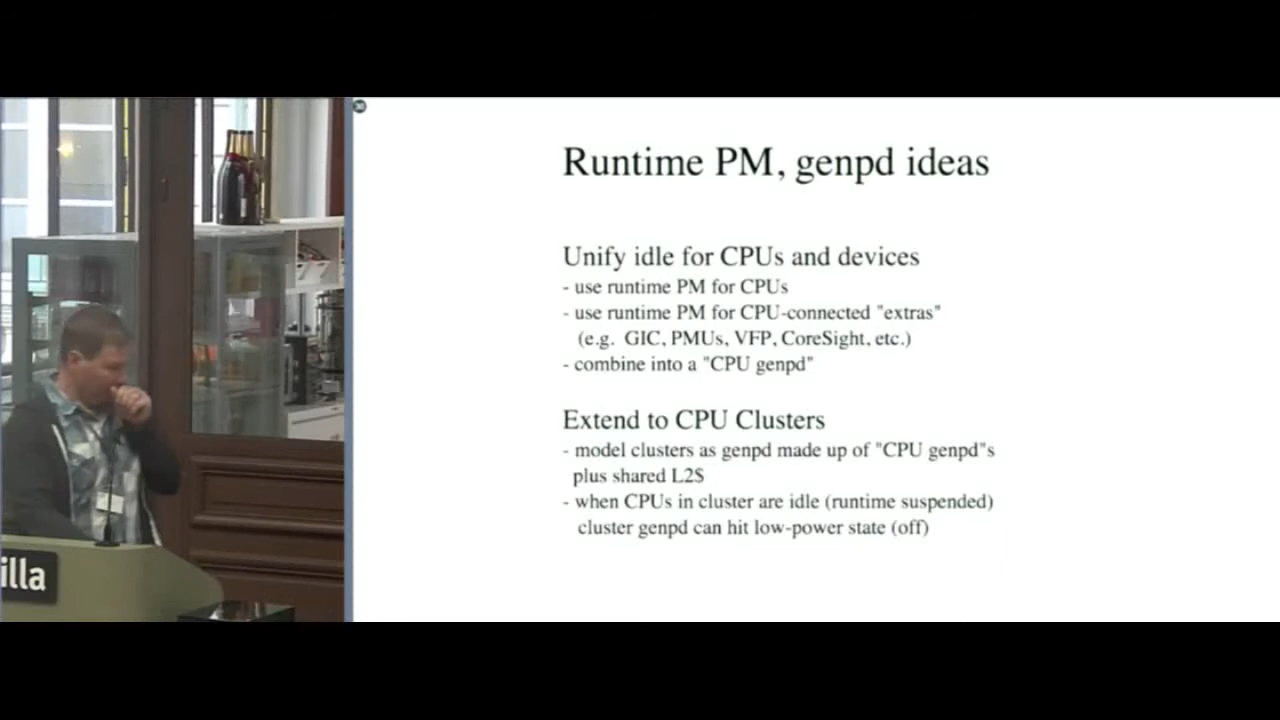 Runtime PM, genpd ideas
Unify idle for CPUs and devices
- use runtime PM for CPUs
- use runtime PM for CPU-connected "extras"
(e.g. GIC, PMUs, VFP, CoreSight, etc.)
- combine into a "CPU genpd"
Extend to CPU Clusters
- model clusters as genpd made up of "CPU genpd"s
plus shared L2$
- when CPUs in cluster are idle (runtime suspended)
cluster genpd can hit low-power state (off)
illa